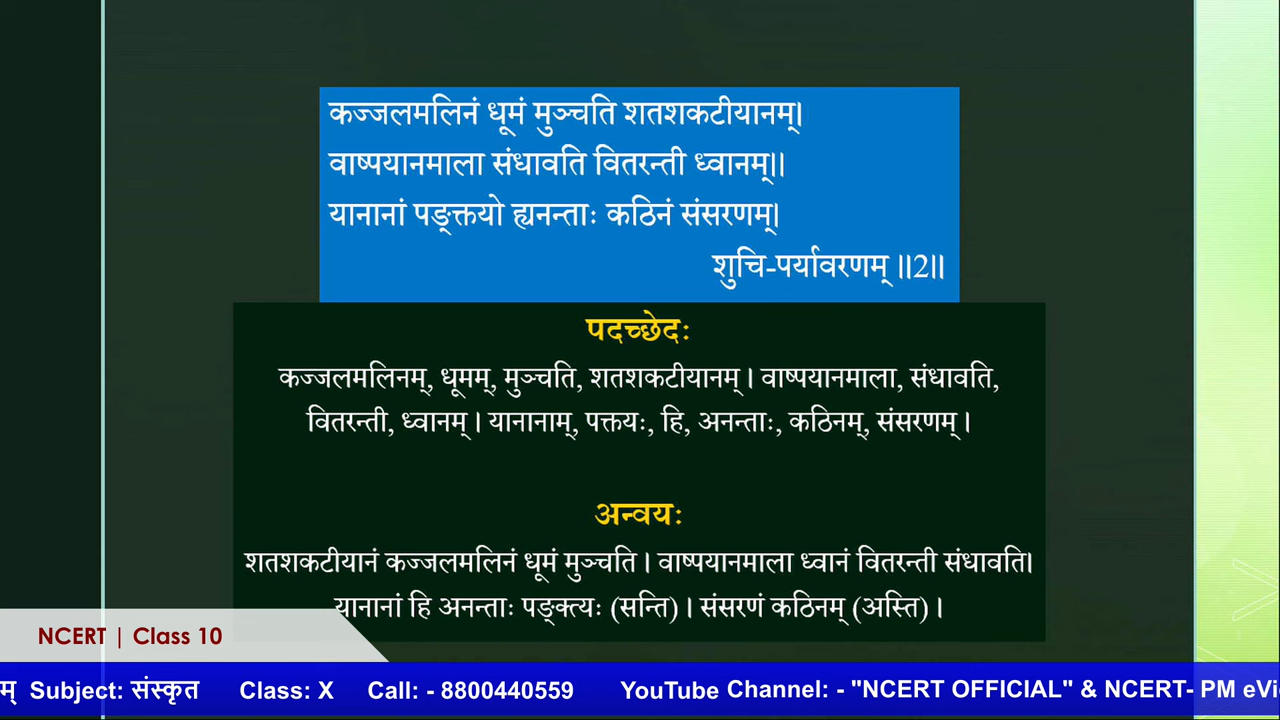 कज्जलमलिनं धूमं मुञ्चति शतशकटीयानम्।
वाष्पयानमाला संधावति वितरन्ती ध्वानम्।।
यानानां पङ्क्तयो ह्यनन्ताः कठिनं संसरणम्।
शुचि-पर्यावरणम् ॥2॥
पदच्छेदः
कज्जलमलिनम्, धूमम्, मुञ्चति, शतशकटीयानम् । वाष्पयानमाला, संधावति,
वितरन्ती, ध्वानम् । यानानाम्, पक्तयः, हि, अनन्ताः, कठिनम्, संसरणम् ।
अन्वयः
शतशकटीयानं कज्जलमलिनं धूमं मुञ्चति । वाष्पयानमाला ध्वानं वितरन्ती संधावति।
यानानां हि अनन्ताः पङ्क्त्यः (सन्ति) । संसरणं कठिनम् (अस्ति) ।
NCERT | Class 10
म् Subject: संस्कृत Class: X Call: - 8800440559 YouTube Channel: - "NCERT OFFICIAL" & NCERT- PM eVi